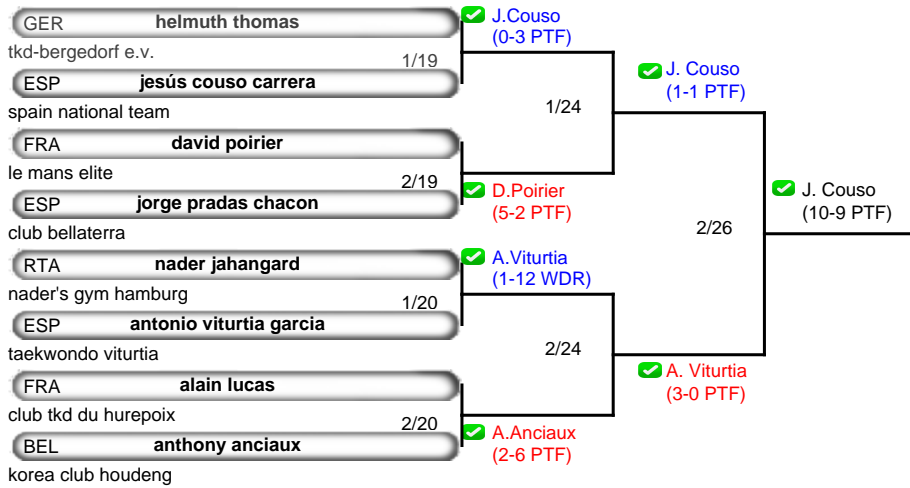 GER helmuth thomas
tkd-bergedorf e.v.
1/19
ESP jesús couso carrera
spain national team
FRA david poirier
le mans elite
2/19
ESP jorge pradas chacon
club bellaterra
RTA nader jahangard
nader's gym hamburg
1/20
ESP antonio viturtia garcia
taekwondo viturtia
FRA alain lucas
club tkd du hurepoix
2/20
BEL anthony anciaux
korea club houdeng
J.Couso
(0-3 PTF)
1/24
D.Poirier
(5-2 PTF)
A.Viturtia
(1-12 WDR)
2/24
A.Anciaux
(2-6 PTF)
J. Couso
(1-1 PTF)
2/26
A. Viturtia
(3-0 PTF)
J. Couso
(10-9 PTF)